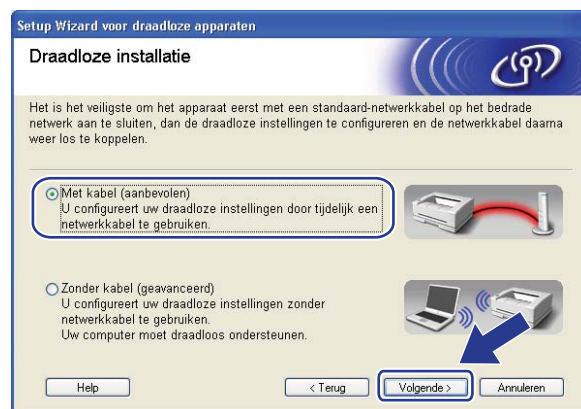 Setup Wizard voor draadloze apparaten
Draadloze installatie
Het is het veiligste om het apparaat eerst met een standaard-netwerkkabel op het bedrade
netwerk aan te sluiten, dan de draadloze instellingen te configureren en de netwerkkabel daarna
weer los te koppelen.
Met kabel (aanbevolen)
U configureert uw draadloze instellingen door tijdelijk een
netwerkkabel te gebruiken.
Zonder kabel (geavanceerd)
U configureert uw draadloze instellingen zonder
netwerkkabel te gebruiken.
Uw computer moet draadloos ondersteunen.
Help
< Terug
Volgende >
Annuleren